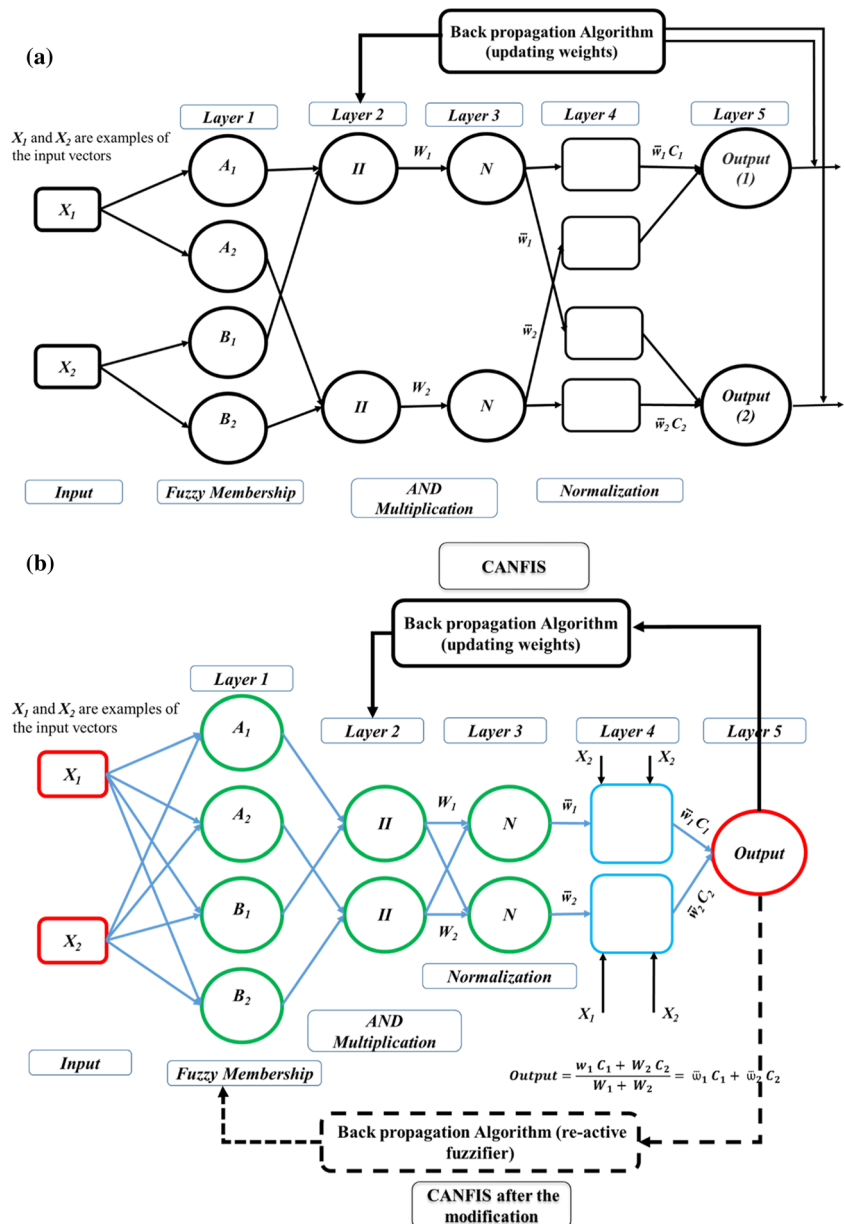 (a)
Back propagation Algorithm
(updating weights)
Layer 1
Layer 2
Layer 3
Layer 4
Layer 5
X1 and X2 are examples of
the input vectors
X1
X2
A1
A2
B1
B2
II
II
W1
W2
N
N
w̅1
w̅2
w̅1 C1
w̅2 C2
Output
(1)
Output
(2)
Input
Fuzzy Membership
AND
Multiplication
Normalization
(b)
CANFIS
Back propagation Algorithm
(updating weights)
Layer 1
Layer 2
Layer 3
Layer 4
Layer 5
X1 and X2 are examples of
the input vectors
X2
X2
X1
X2
A1
A2
B1
B2
II
II
W1
W2
N
N
w̅1
w̅2
w̅1 C1
w̅2 C2
Output
Normalization
X1
X2
AND
Multiplication
Input
Fuzzy Membership
Output = w1 C1 + W2 C2 / W1 + W2 = w̅1 C1 + w̅2 C2
Back propagation Algorithm (re-active
fuzzifier)
CANFIS after the
modification